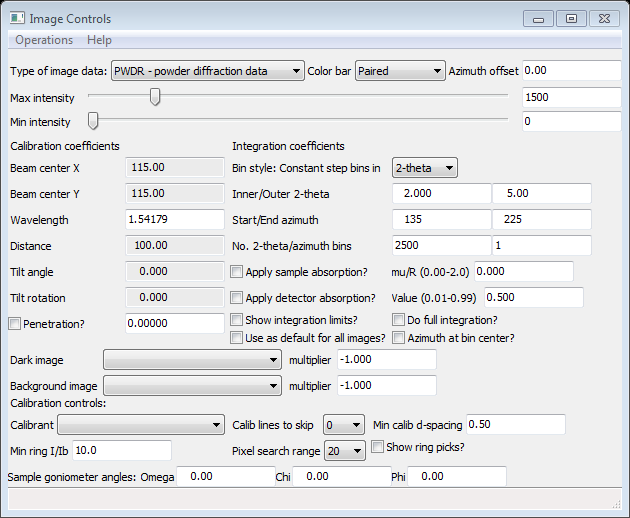 Image Controls
Operations Help
Type of image data: PWDR - powder diffraction data Color bar Paired Azimuth offset 0.00
Max intensity 1500
Min intensity 0
Calibration coefficients Integration coefficients
Beam center X 115.00 Bin style: Constant step bins in 2-theta
Beam center Y 115.00 Inner/Outer 2-theta 2.000 5.00
Wavelength 1.54179 Start/End azimuth 135 225
Distance 100.00 No. 2-theta/azimuth bins 2500 1
Tilt angle 0.000 Apply sample absorption? mu/R (0.00-2.0) 0.000
Tilt rotation 0.000 Apply detector absorption? Value (0.01-0.99) 0.500
Penetration? 0.00000 Show integration limits? Do full integration?
Use as default for all images? Azimuth at bin center?
Dark image multiplier -1.000
Background image multiplier -1.000
Calibration controls:
Calibrant Calib lines to skip 0 Min calib d-spacing 0.50
Min ring I/Ib 10.0 Pixel search range 20 Show ring picks?
Sample goniometer angles: Omega 0.00 Chi 0.00 Phi 0.00